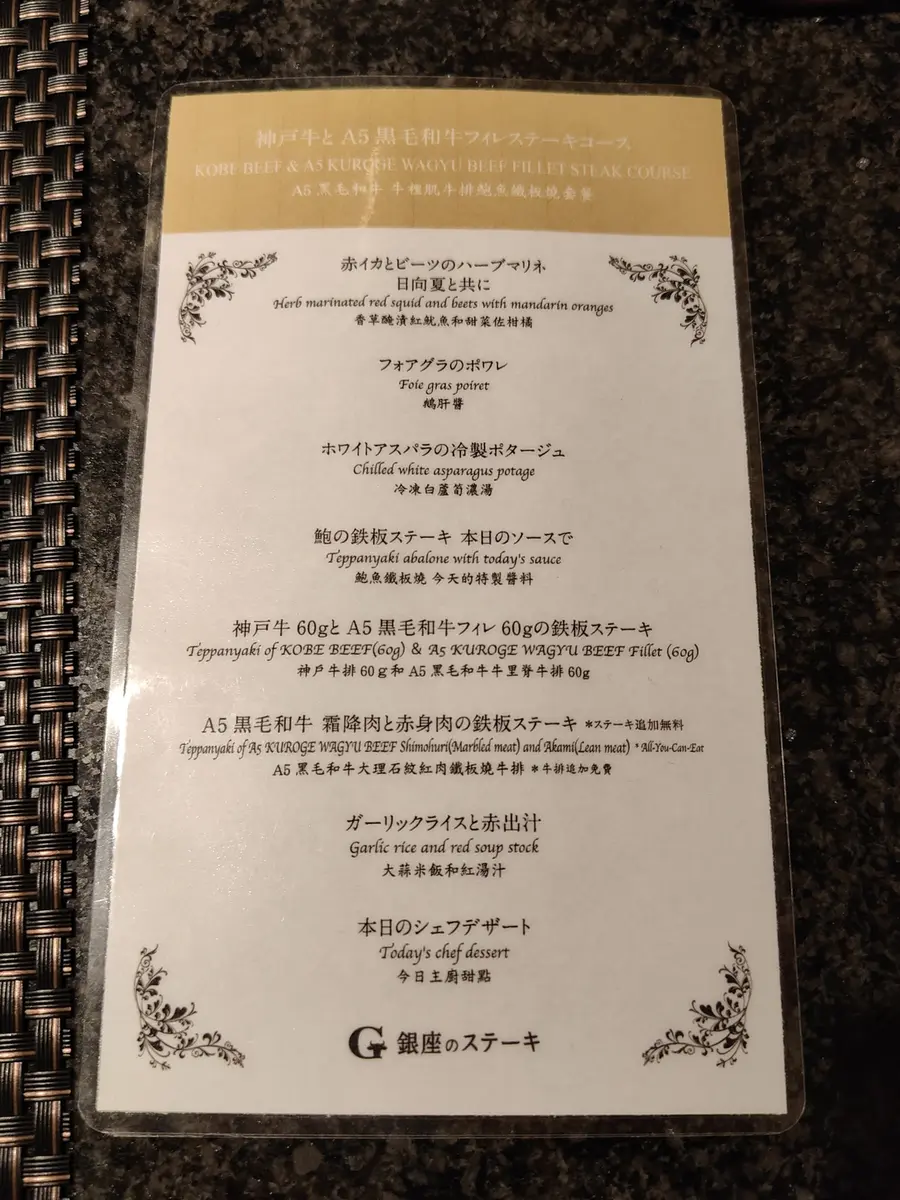 神戸牛と A5 黒毛和牛フィレステーキコース
KOBE BEEF & A5 KUROGE WAGYU BEEF FILLET STEAK COURSE
A5 黑毛和牛 牛種肌牛排鮑魚鐵板燒套餐
赤イカとビーツのハーブマリネ
日向夏と共に
Herb marinated red squid and beets with mandarin oranges
香草醃漬紅魷魚和甜菜佐柑橘
フォアグラのポワレ
Foie gras poiret
鵝肝醬
ホワイトアスパラの冷製ポタージュ
Chilled white asparagus potage
冷凍白蘆筍濃湯
鮑の鉄板ステーキ 本日のソースで
Teppanyaki abalone with today's sauce
鮑魚鐵板燒 今天的特製醬料
神戸牛 60gと A5 黒毛和牛フィレ 60gの鉄板ステーキ
Teppanyaki of KOBE BEEF(60g) & A5 KUROGE WAGYU BEEF Fillet (60g)
神戶牛排 60g和 A5 黑毛和牛牛里脊牛排 60g
A5 黒毛和牛 霜降肉と赤身肉の鉄板ステーキ *ステーキ追加無料
Teppanyaki of A5 KUROGE WAGYU BEEF Shimohuri(Marbled meat) and Akami(Lean meat) *All-You-Can-Eat
A5 黑毛和牛大理石紋紅肉鐵板燒牛排 *牛排追加免費
ガーリックライスと赤出汁
Garlic rice and red soup stock
大蒜米飯和紅湯汁
本日のシェフデザート
Today's chef dessert
今日主廚甜點
G 銀座のステーキ